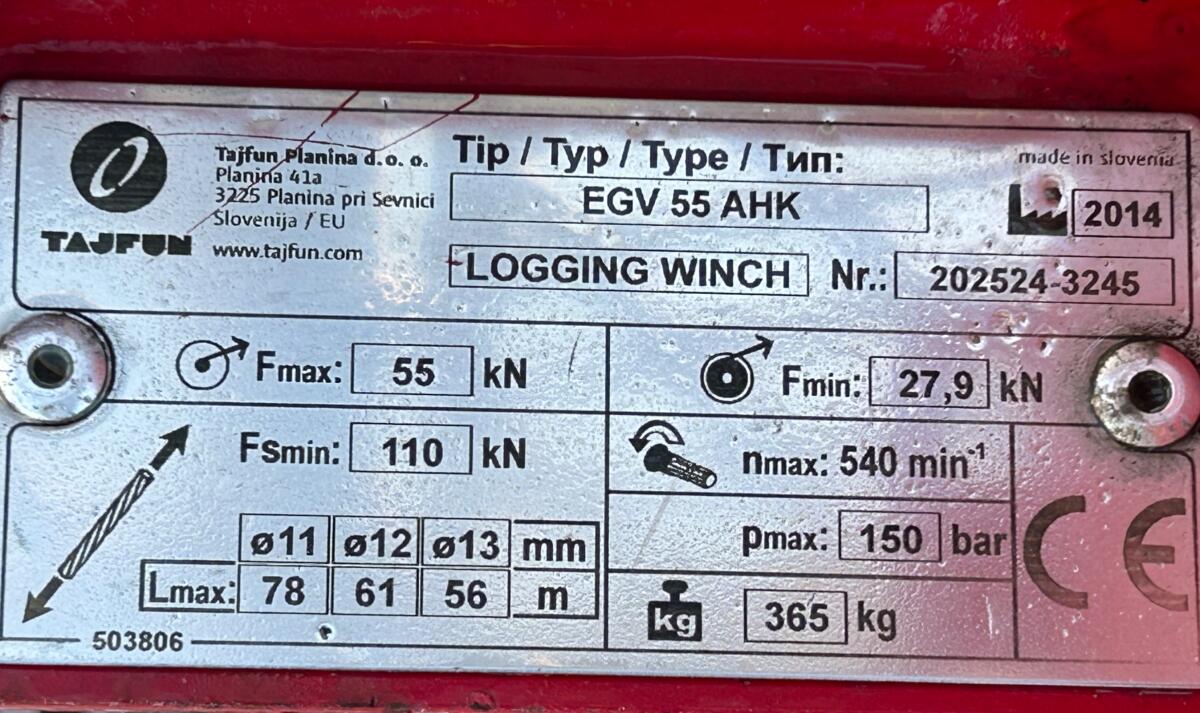 TAJFUN
Tajfun Planina d. o. o.
Planina 41a
3225 Planina pri Sevnici
Slovenija / EU
www.tajfun.com
Tip / Typ / Type / Тип:
EGV 55 AHK
LOGGING WINCH
made in slovenia
2014
Nr.: 202524-3245
Fmax: 55 kN
Fmin: 27,9 kN
Fsmin: 110 kN
ø11 ø12 ø13 mm
Lmax: 78 61 56 m
503806
nmax: 540 min⁻¹
pmax: 150 bar
kg 365 kg
CE